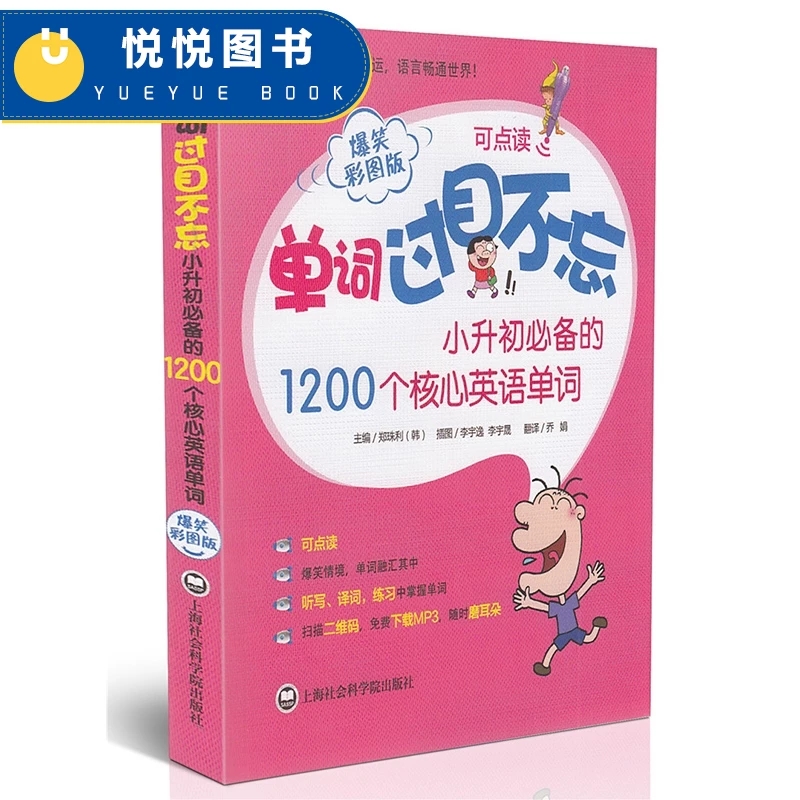 悦悦图书
YUEYUE BOOK
运，语言畅通世界！
爆笑
彩图版
可点读
单词过目不忘
!!
小升初必备的
1200个核心英语单词
主编/郑珠利（韩） 插图/李宇逸 李宇晟 翻译/乔 娟
可点读
爆笑情境，单词融汇其中
听写、译词，练习中掌握单词
扫描二维码，免费下载MP3，随时磨耳朵
SASSP
上海社会科学院出版社
过目不忘
小升初必备的
1200
个核心英语单词
爆笑
彩图版
上海社会科学院出版社